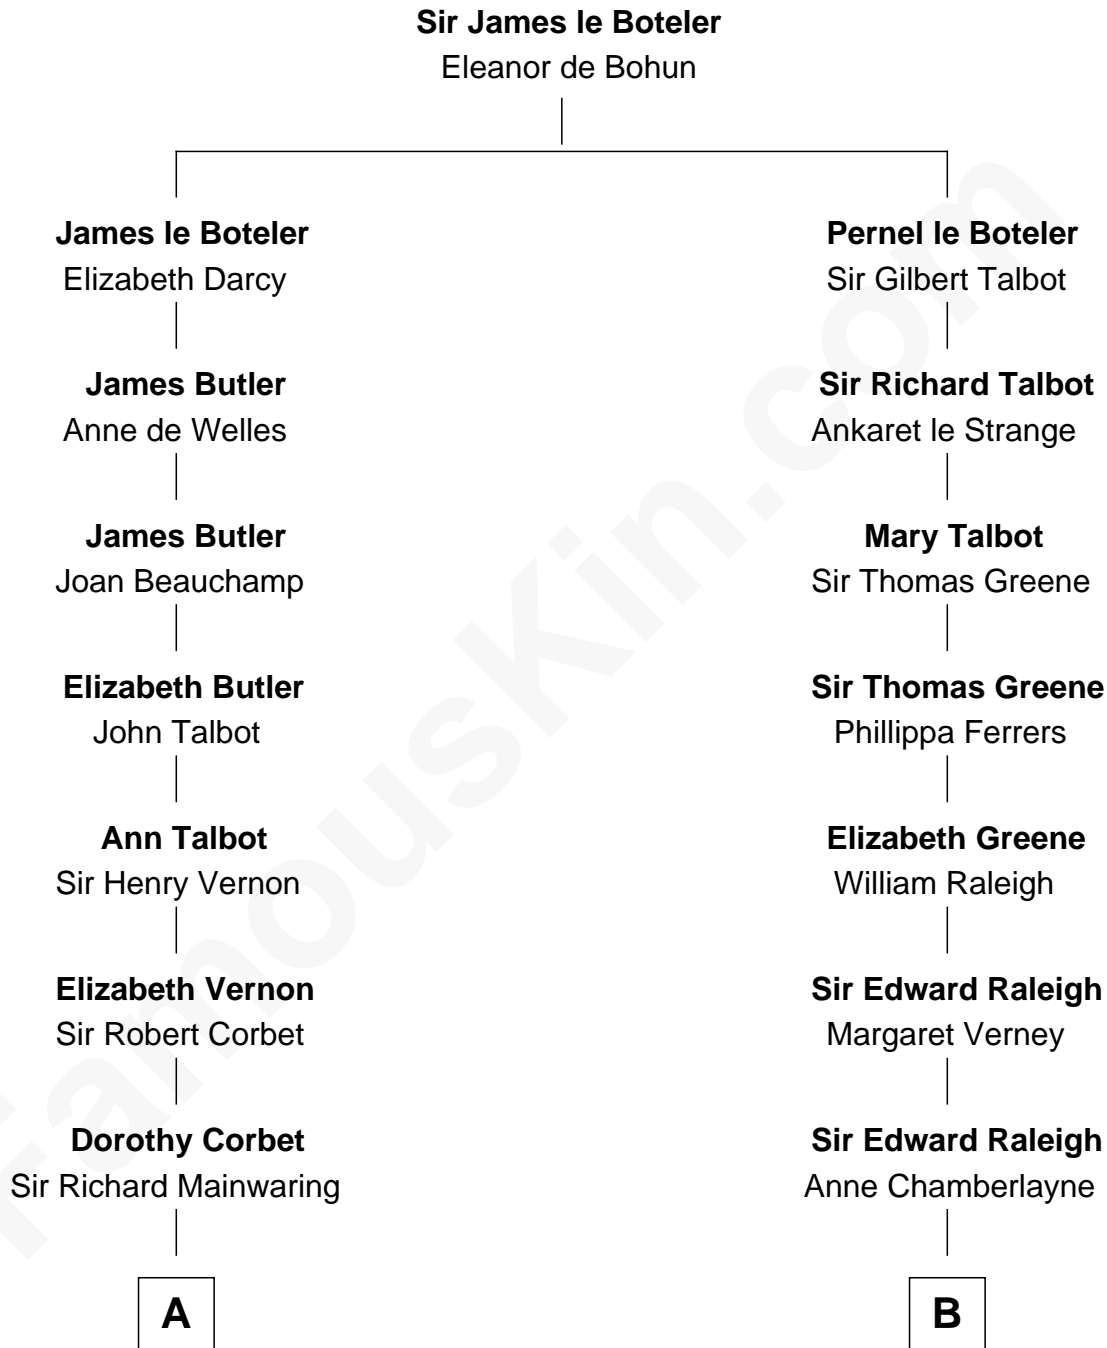 Sir James le Boteler
Eleanor de Bohun
James le Boteler
Elizabeth Darcy
James Butler
Anne de Welles
James Butler
Joan Beauchamp
Elizabeth Butler
John Talbot
Ann Talbot
Sir Henry Vernon
Elizabeth Vernon
Sir Robert Corbet
Dorothy Corbet
Sir Richard Mainwaring
A
Pernel le Boteler
Sir Gilbert Talbot
Sir Richard Talbot
Ankaret le Strange
Mary Talbot
Sir Thomas Greene
Sir Thomas Greene
Phillippa Ferrers
Elizabeth Greene
William Raleigh
Sir Edward Raleigh
Margaret Verney
Sir Edward Raleigh
Anne Chamberlayne
B
FamousKin.com